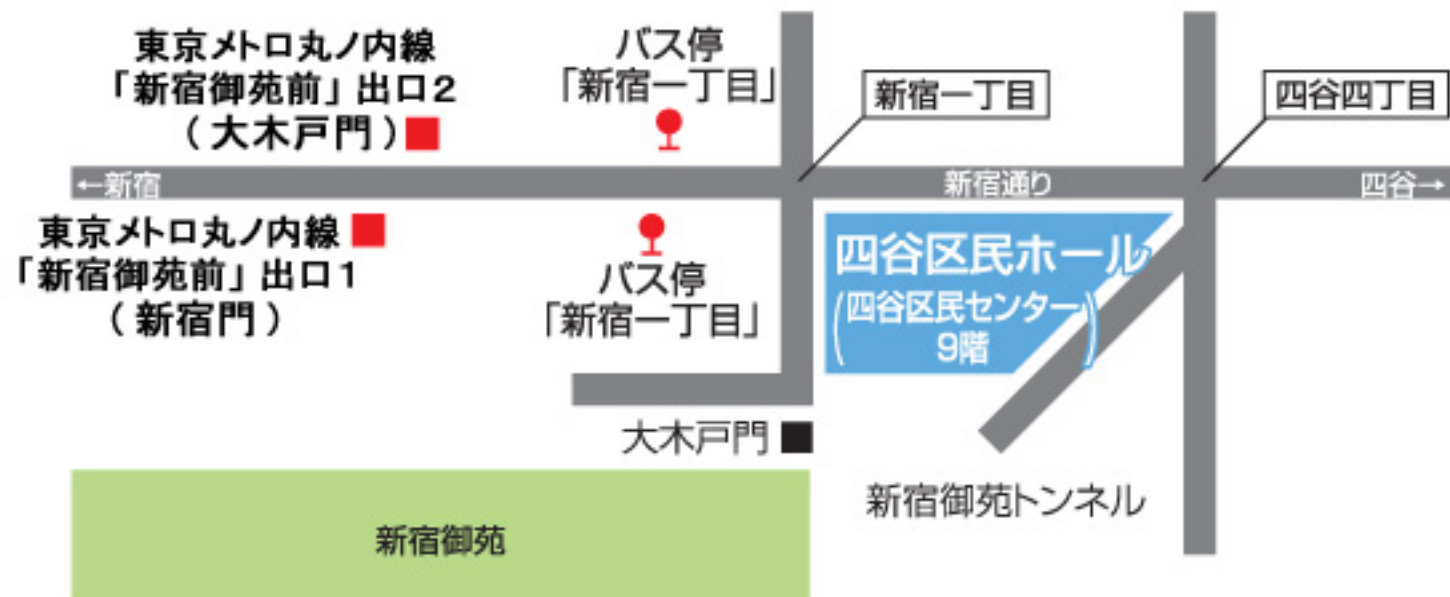 東京メトロ丸ノ内線
「新宿御苑前」出口2
(大木戸門)
バス停
「新宿一丁目」
新宿一丁目
四谷四丁目
←新宿
新宿通り
四谷→
東京メトロ丸ノ内線
「新宿御苑前」出口1
(新宿門)
バス停
「新宿一丁目」
四谷区民ホール
(四谷区民センター
9階)
大木戸門
新宿御苑トンネル
新宿御苑